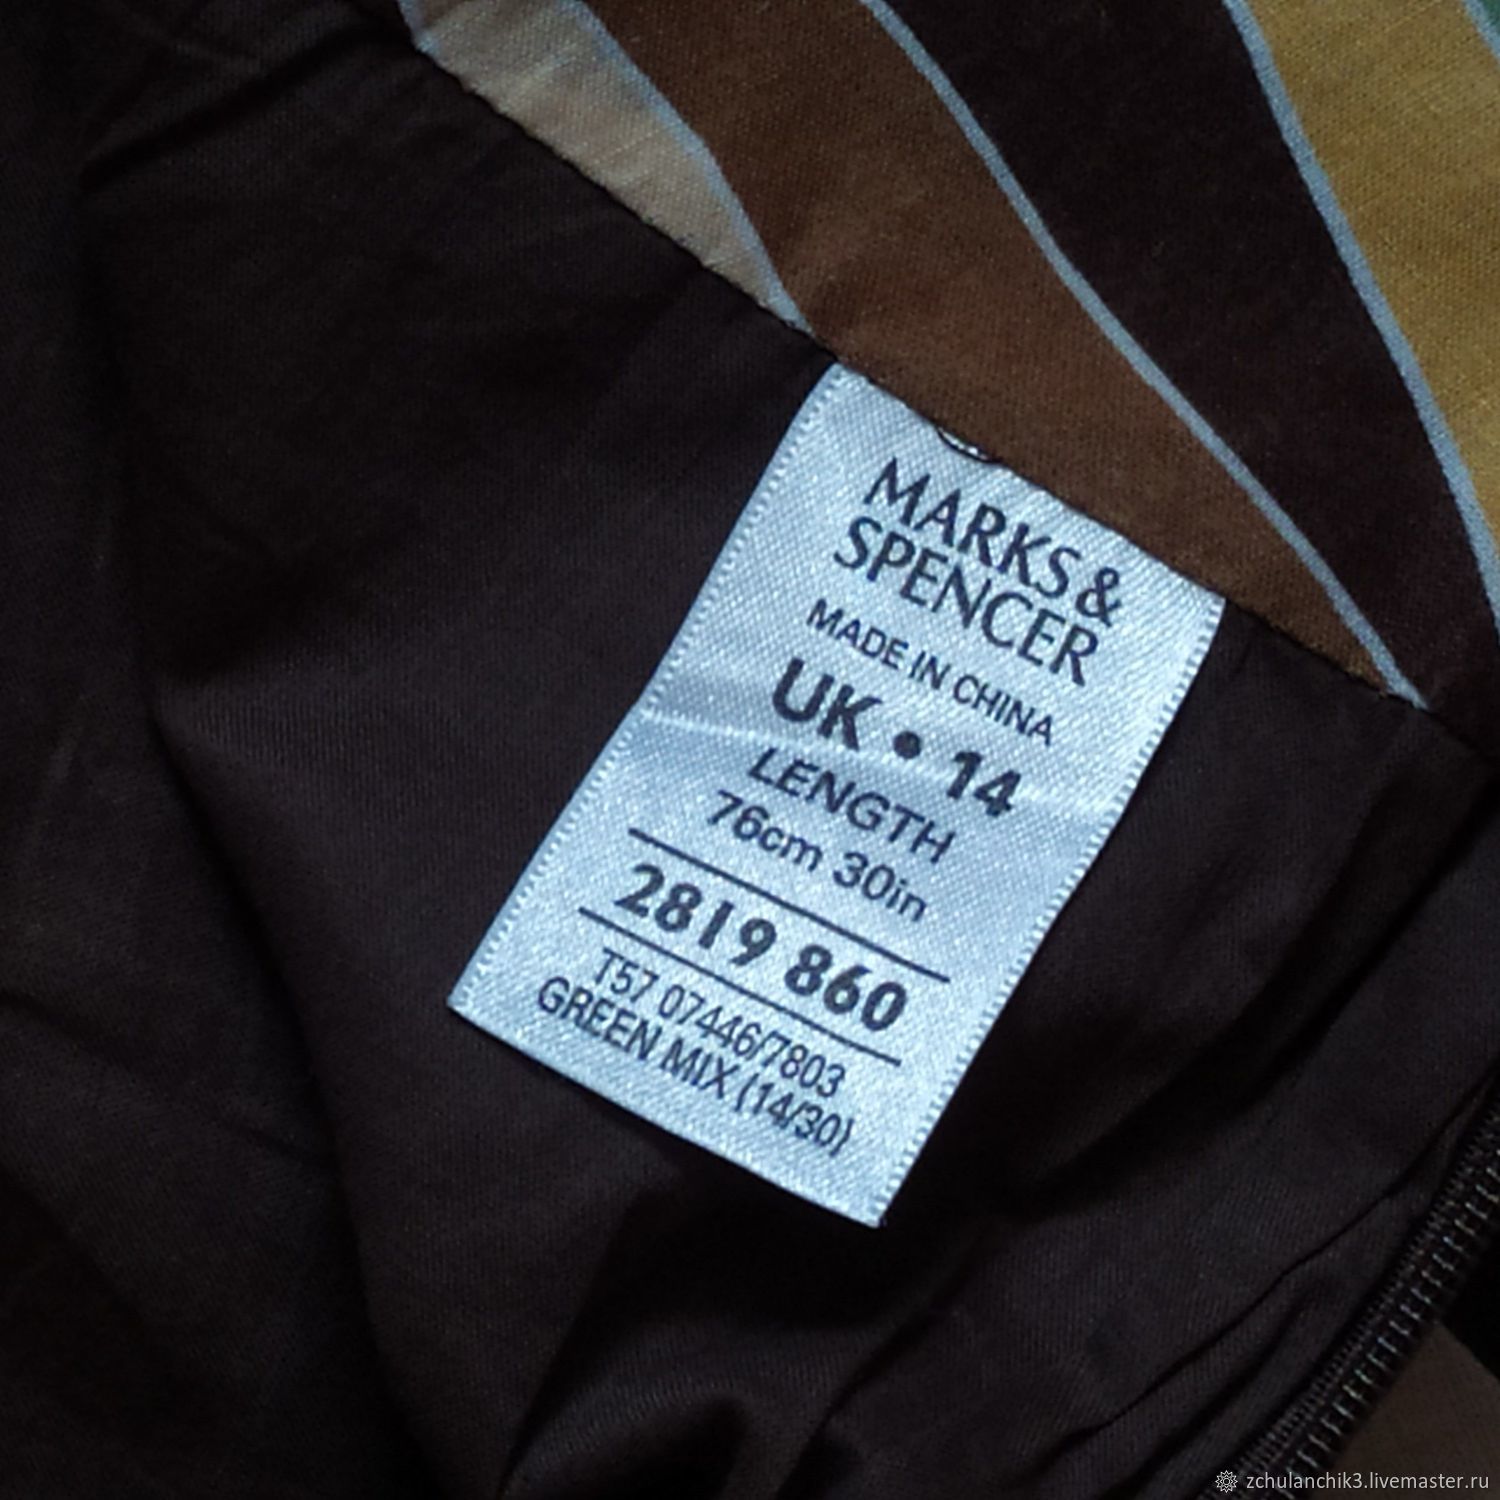 MARKS &
SPENCER
MADE IN CHINA
UK • 14
LENGTH
76cm 30in
2819 860
T57 07446/7803
GREEN MIX (14/30)
zchulanchik3.livemaster.ru